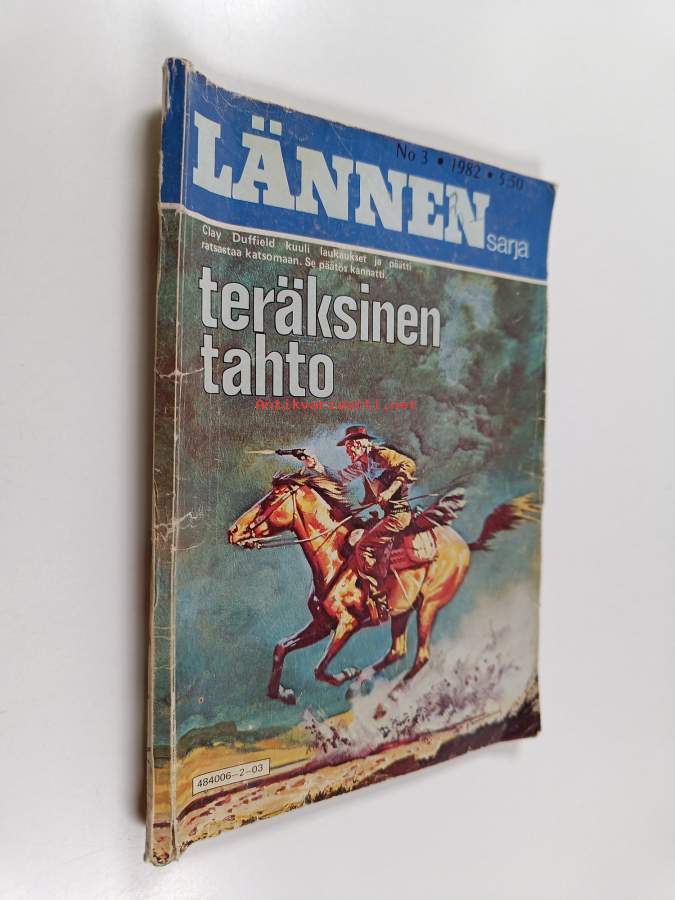 No 3 • 1982 • 5.50
LÄNNEN
sarja
Clay Duffield kuuli laukaukset ja päätti
ratsastaa katsomaan. Se päätös kannatti.
teräksinen
tahto
Antikvariaatti.net
484006-2-03